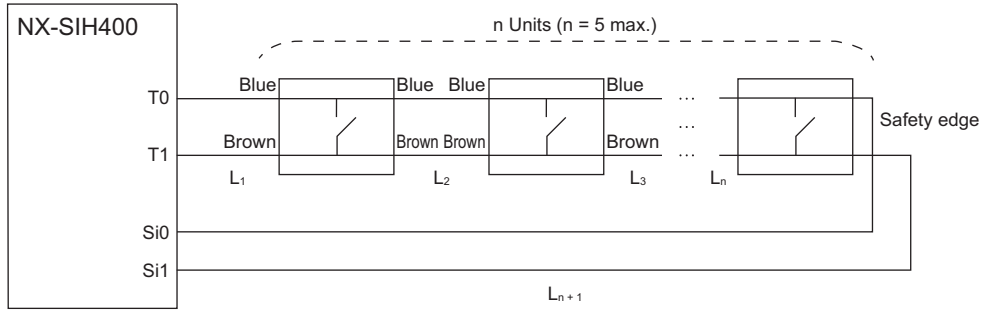 NX-SIH400
n Units (n = 5 max.)
T0
Blue
Blue
Blue
Blue
...
Safety edge
...
T1
Brown
Brown
Brown
Brown
...
L1
L2
L3
Ln
Si0
Si1
Ln + 1